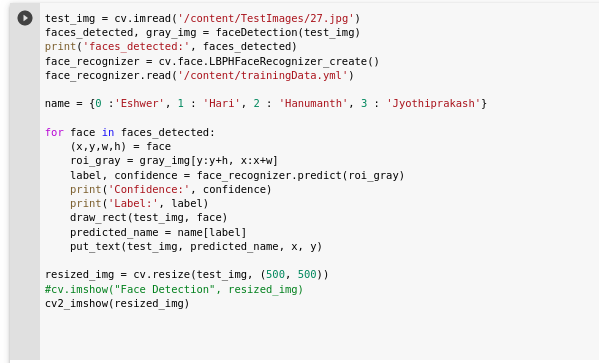 test_img = cv.imread('/content/TestImages/27.jpg')
faces_detected, gray_img = faceDetection(test_img)
print('faces_detected:', faces_detected)
face_recognizer = cv.face.LBPHFaceRecognizer_create()
face_recognizer.read('/content/trainingData.yml')

name = {0 :'Eshwer', 1 : 'Hari', 2 : 'Hanumanth', 3 : 'Jyothiprakash'}

for face in faces_detected:
    (x,y,w,h) = face
    roi_gray = gray_img[y:y+h, x:x+w]
    label, confidence = face_recognizer.predict(roi_gray)
    print('Confidence:', confidence)
    print('Label:', label)
    draw_rect(test_img, face)
    predicted_name = name[label]
    put_text(test_img, predicted_name, x, y)

resized_img = cv.resize(test_img, (500, 500))
#cv.imshow("Face Detection", resized_img)
cv2_imshow(resized_img)